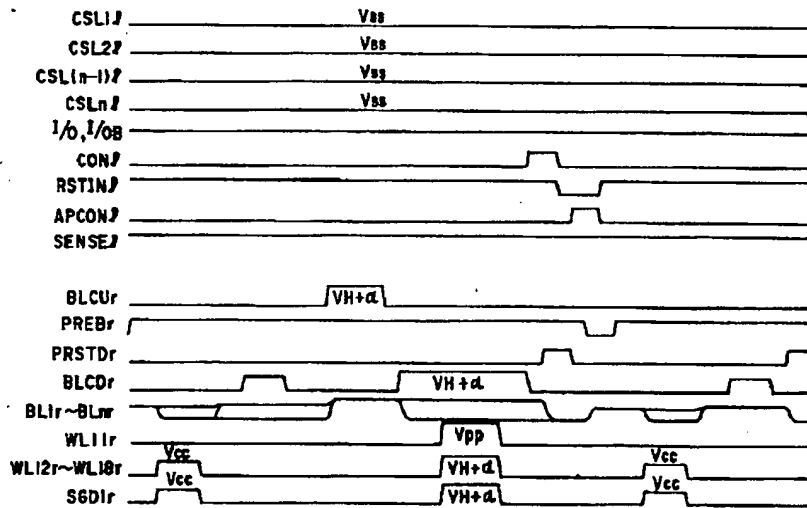 CSL1ℓ Vss
CSL2ℓ Vss
CSL(n-1)ℓ Vss
CSLnℓ Vss
I/O, I/OB
CONℓ
RSTINℓ
APCONℓ
SENSEℓ
BLCUr VH+α
PREBr
PRSTDr
BLCDr VH+α
BL1r~BLmr
WL11r Vpp
WL12r~WL18r Vcc VH+α Vcc
SGD1r Vcc VH+α Vcc